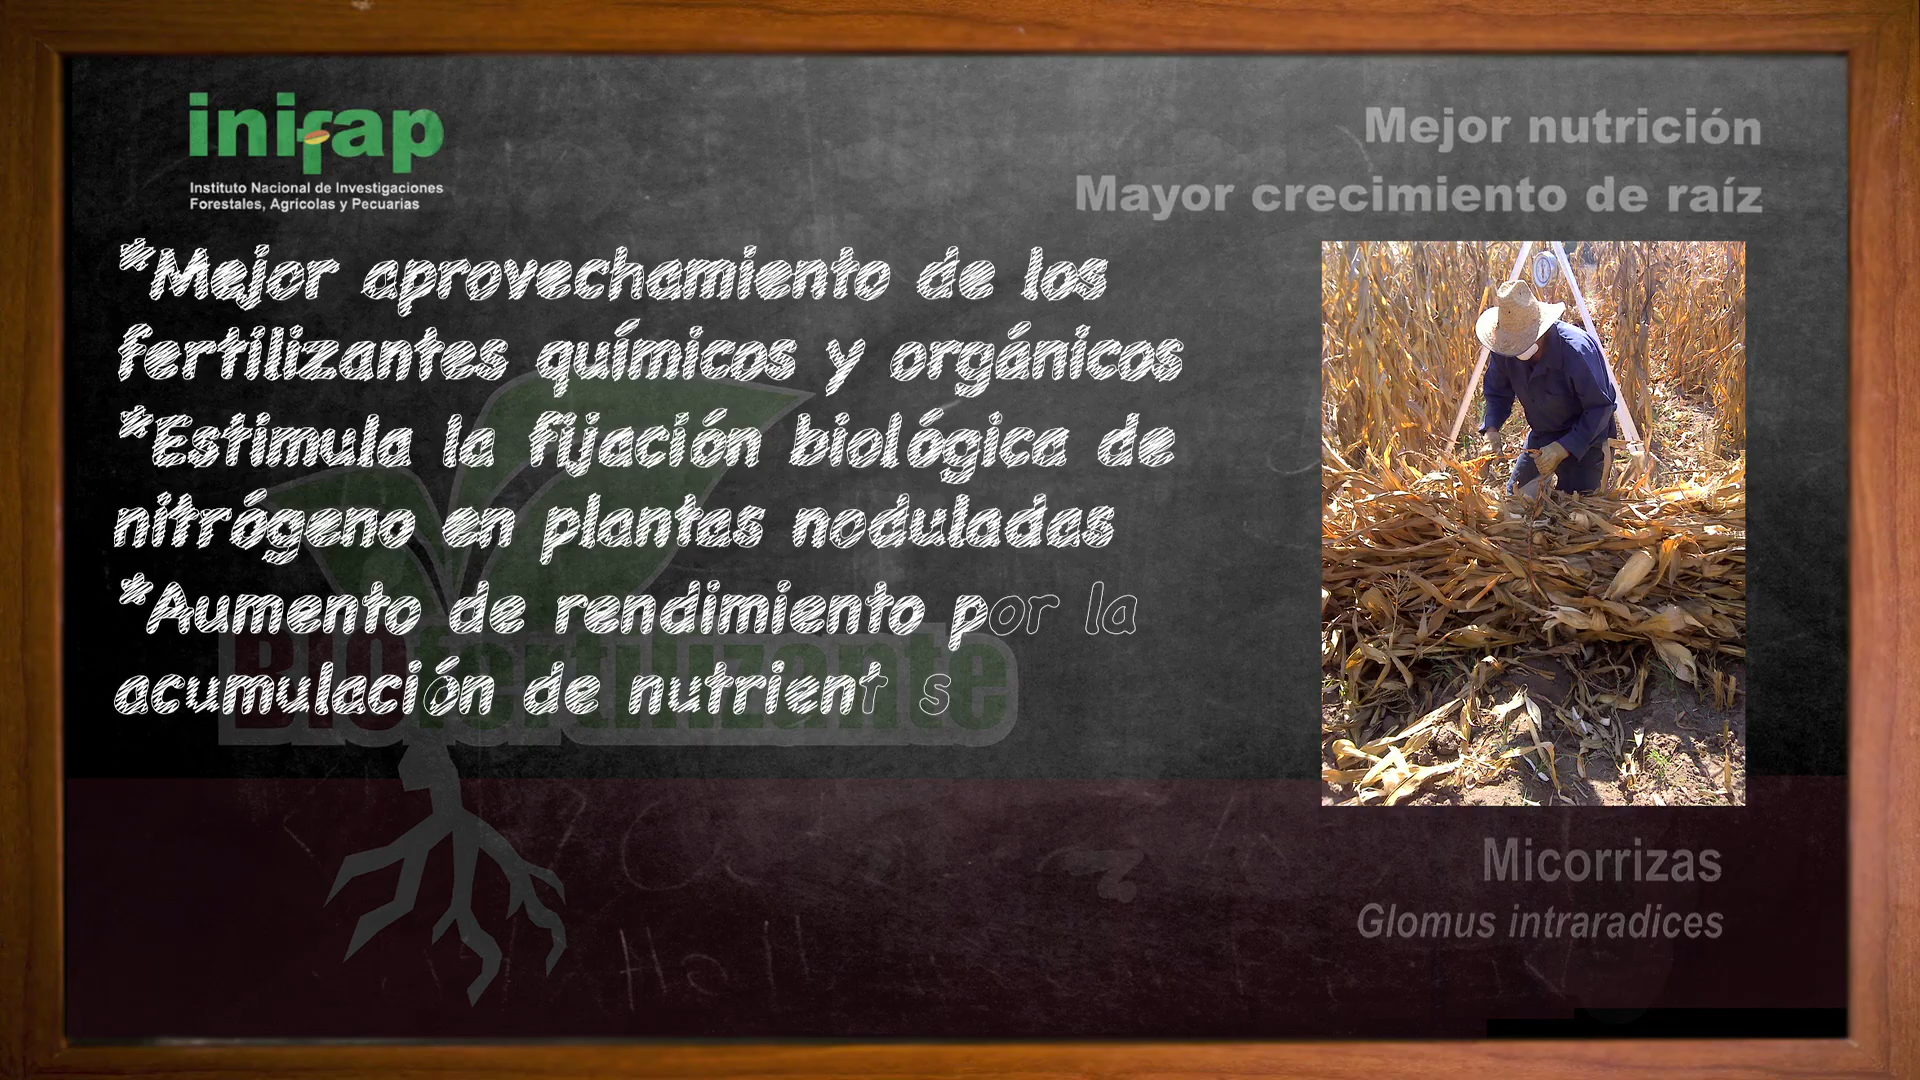 inifap
Instituto Nacional de Investigaciones
Forestales, Agricolas y Pecuarias
Mejor nutrición
Mayor crecimiento de raíz
*Mejor aprovechamiento de los
fertilizantes químicos y orgánicos
*Estimula la fijación biológica de
nitrógeno en plantas noduladas
*Aumento de rendimiento por la
acumulación de nutrient s
Biofertilizante
Micorrizas
Glomus intraradices